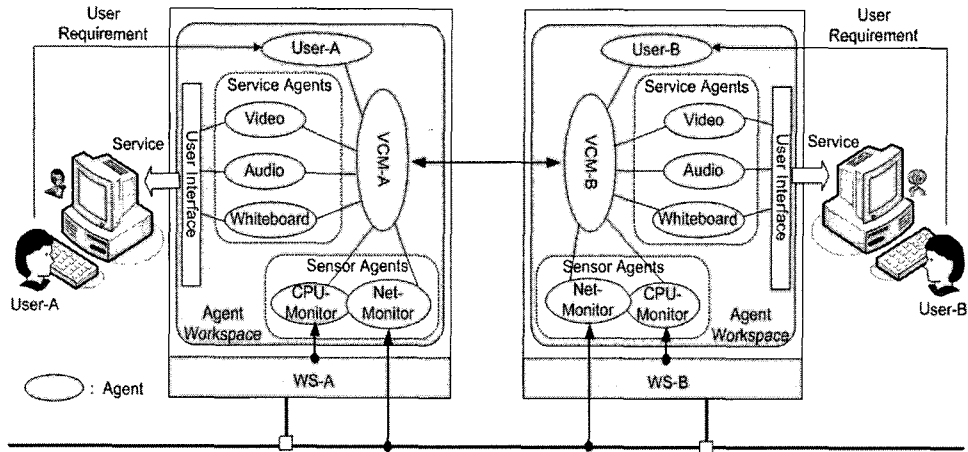 User
Requirement
User-A
Service Agents
Video
Audio
Whiteboard
User Interface
Service
VCM-A
Sensor Agents
CPU-
Monitor
Net-
Monitor
Agent
Workspace
WS-A
User-A
: Agent
User
Requirement
User-B
Service Agents
Video
Audio
Whiteboard
User Interface
Service
VCM-B
Sensor Agents
Net-
Monitor
CPU-
Monitor
Agent
Workspace
WS-B
User-B